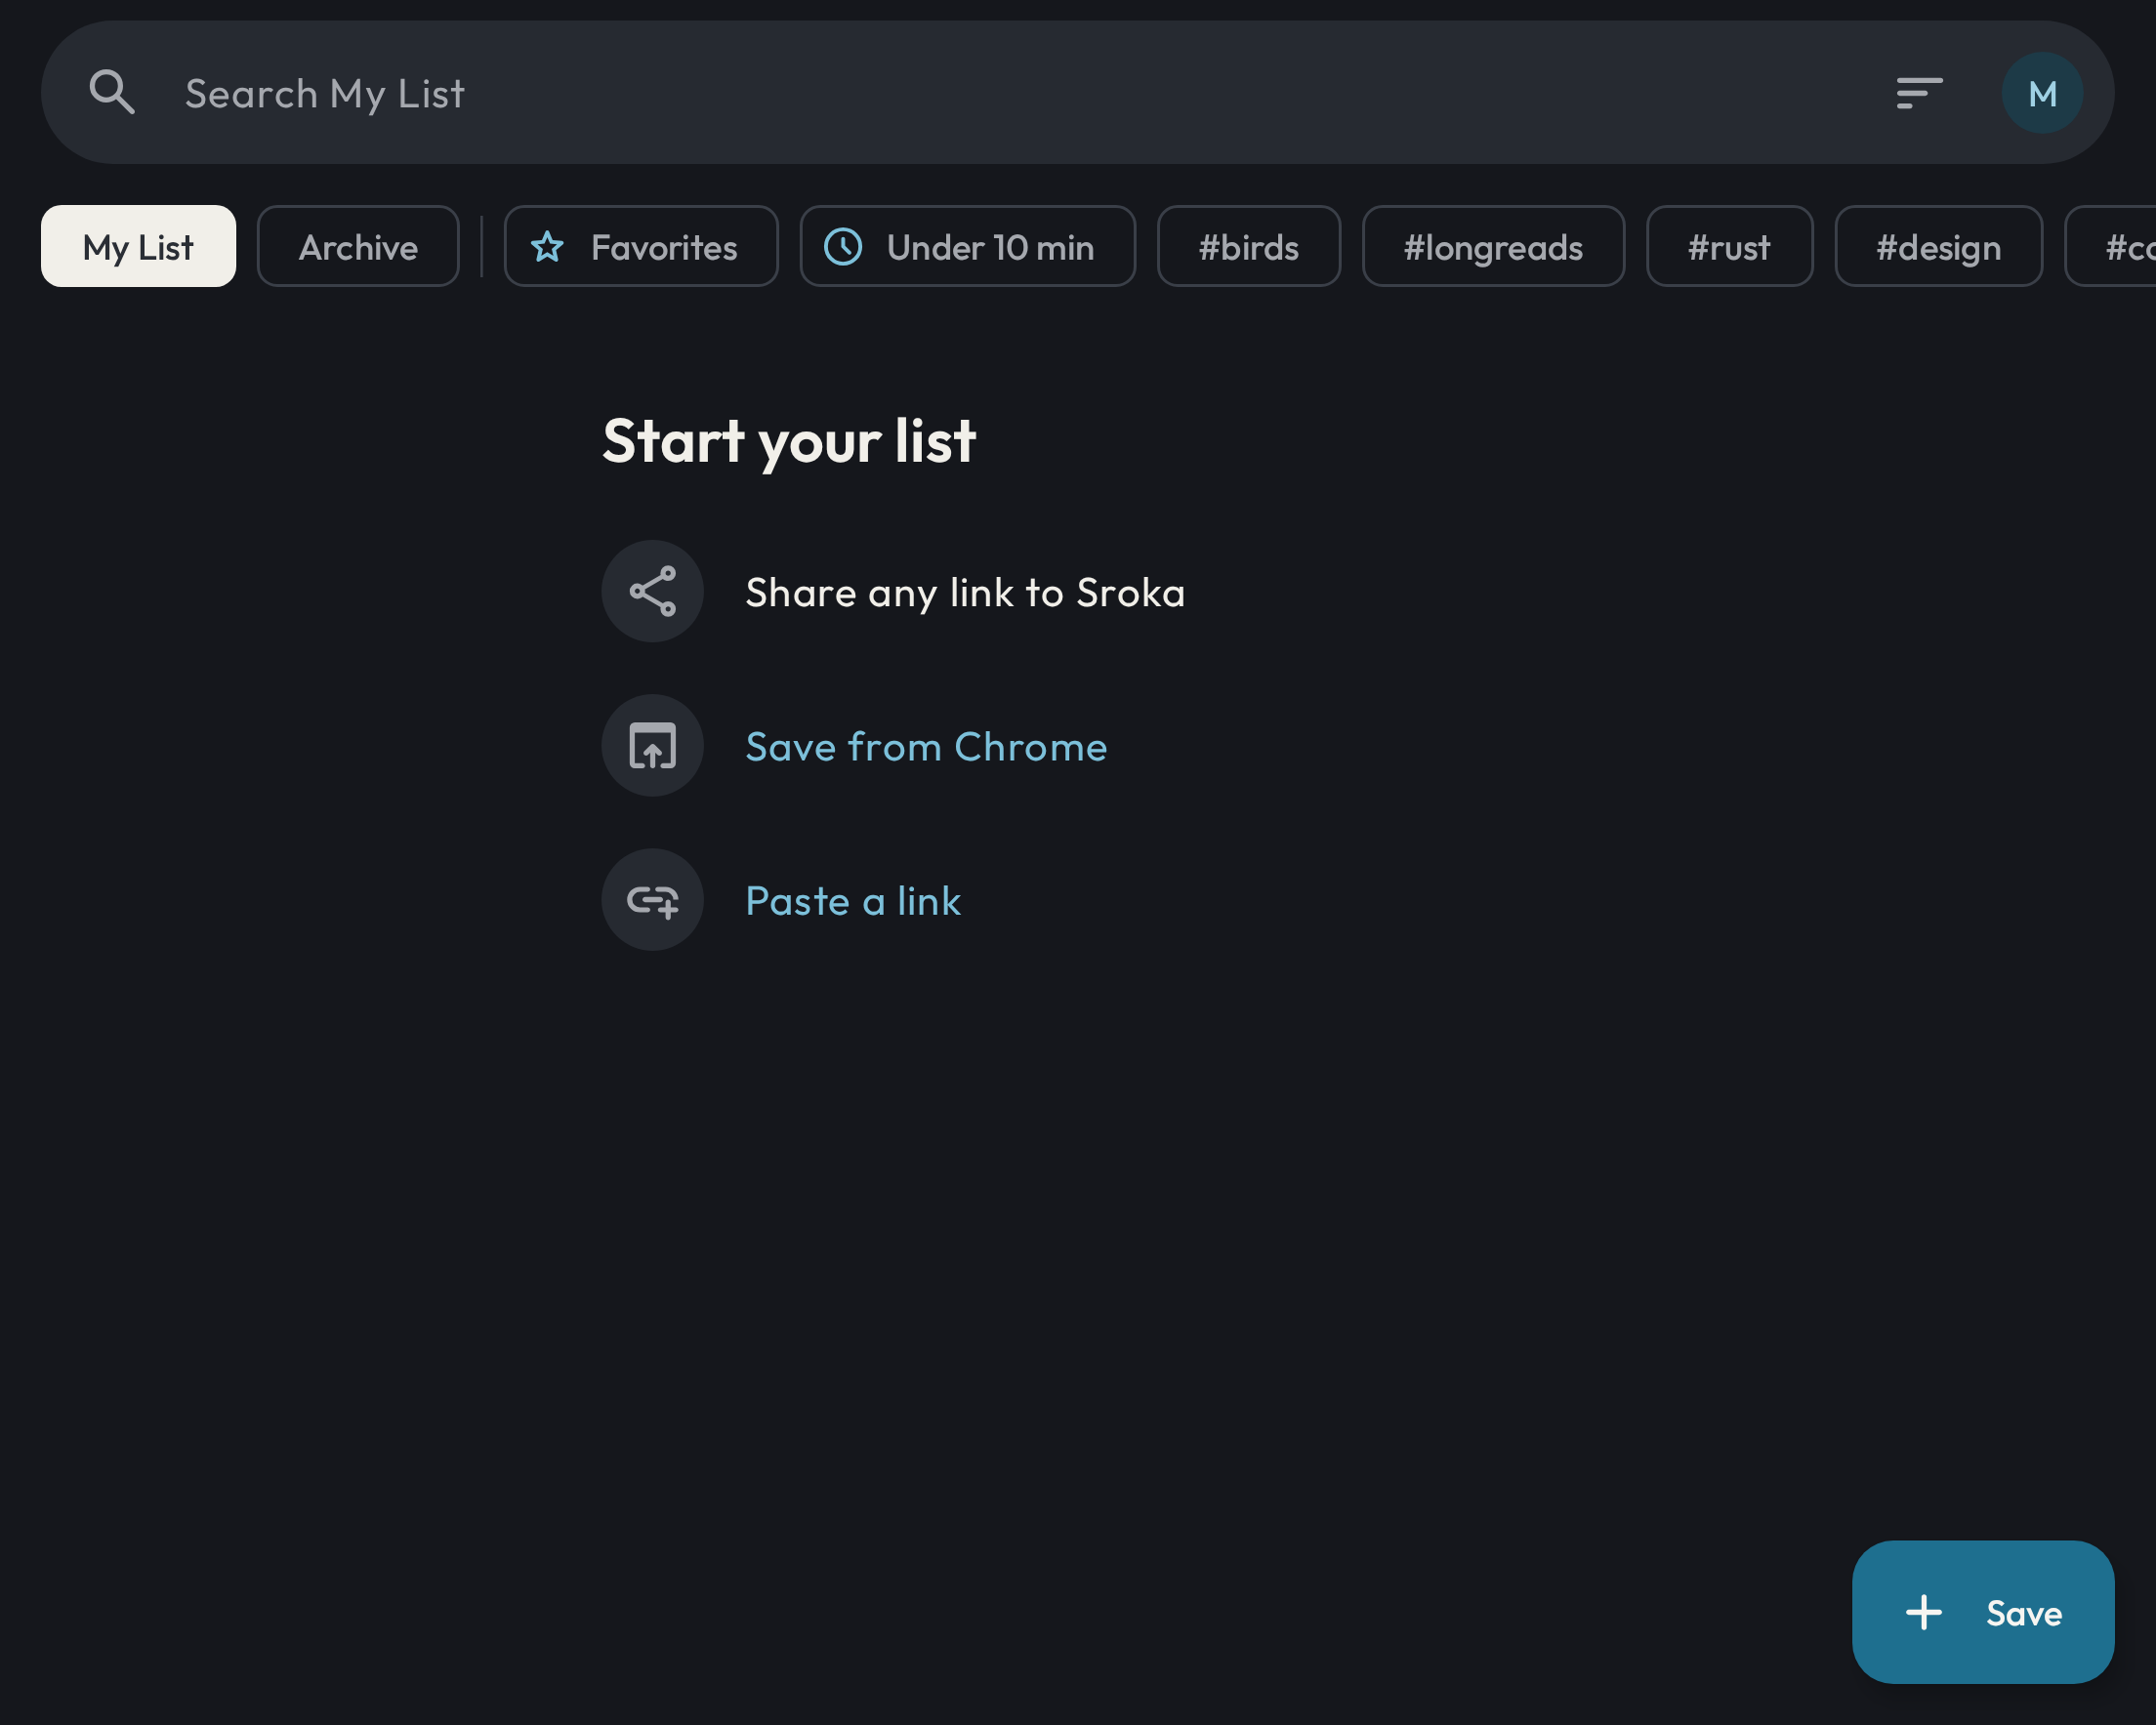 Search My List
M
My List
Archive
Favorites
Under 10 min
#birds
#longreads
#rust
#design
Start your list
Share any link to Sroka
Save from Chrome
Paste a link
Save